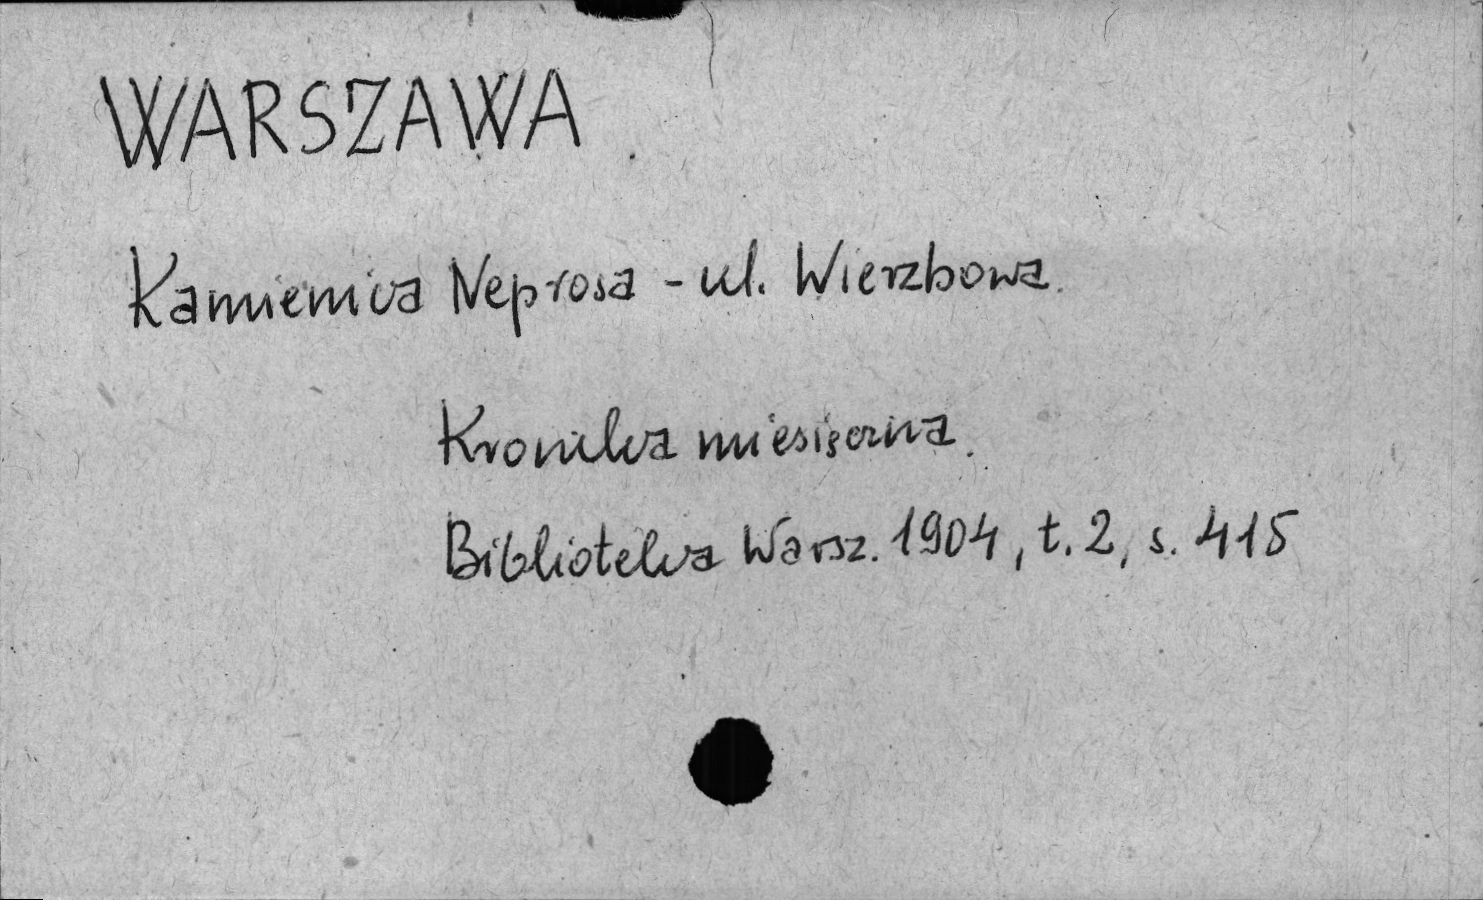 WARSZAWA
Kamienica Neprosa - ul. Wierzbowa.
Kronika miesięczna.
Biblioteka Warsz. 1904, t. 2, s. 415